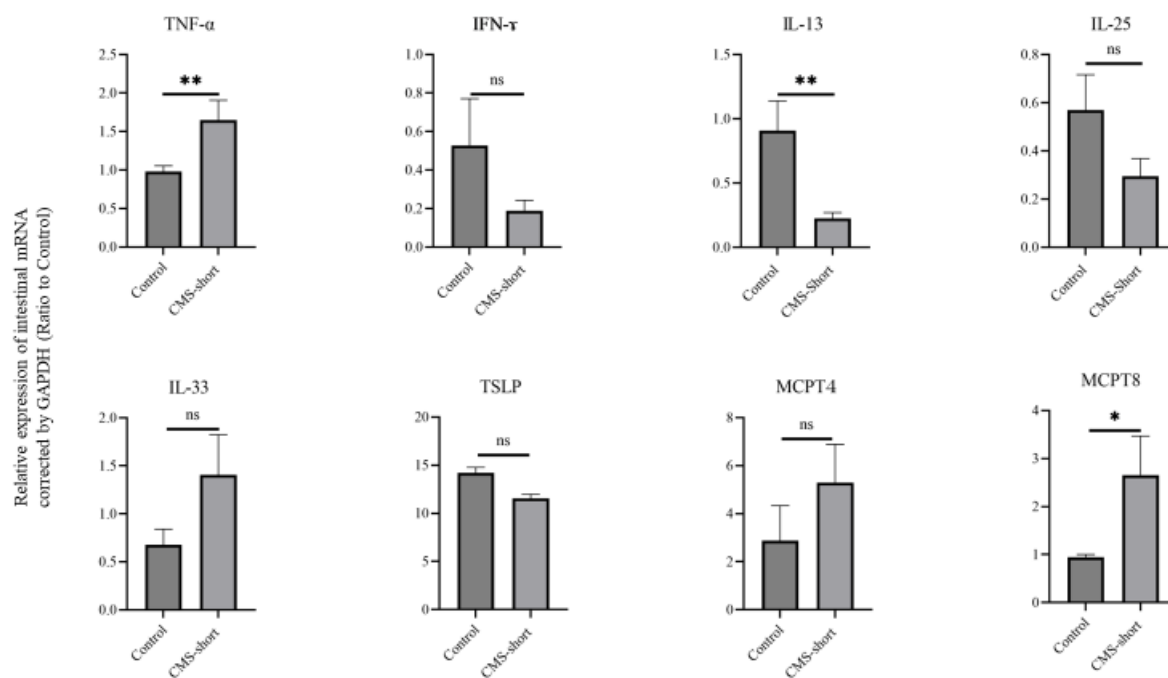 Relative expression of intestinal mRNA
corrected by GAPDH (Ratio to Control)
TNF-α
2.5
2.0
1.5
1.0
0.5
0.0
**
Control
CMS-short
IFN-ɤ
1.0
0.8
0.6
0.4
0.2
0.0
ns
Control
CMS-short
IL-13
1.5
1.0
0.5
0.0
**
Control
CMS-Short
IL-25
0.8
0.6
0.4
0.2
0.0
ns
Control
CMS-Short
IL-33
2.0
1.5
1.0
0.5
0.0
ns
Control
CMS-short
TSLP
20
15
10
5
0
ns
Control
CMS-short
MCPT4
8
6
4
2
0
ns
Control
CMS-short
MCPT8
4
3
2
1
0
*
Control
CMS-short